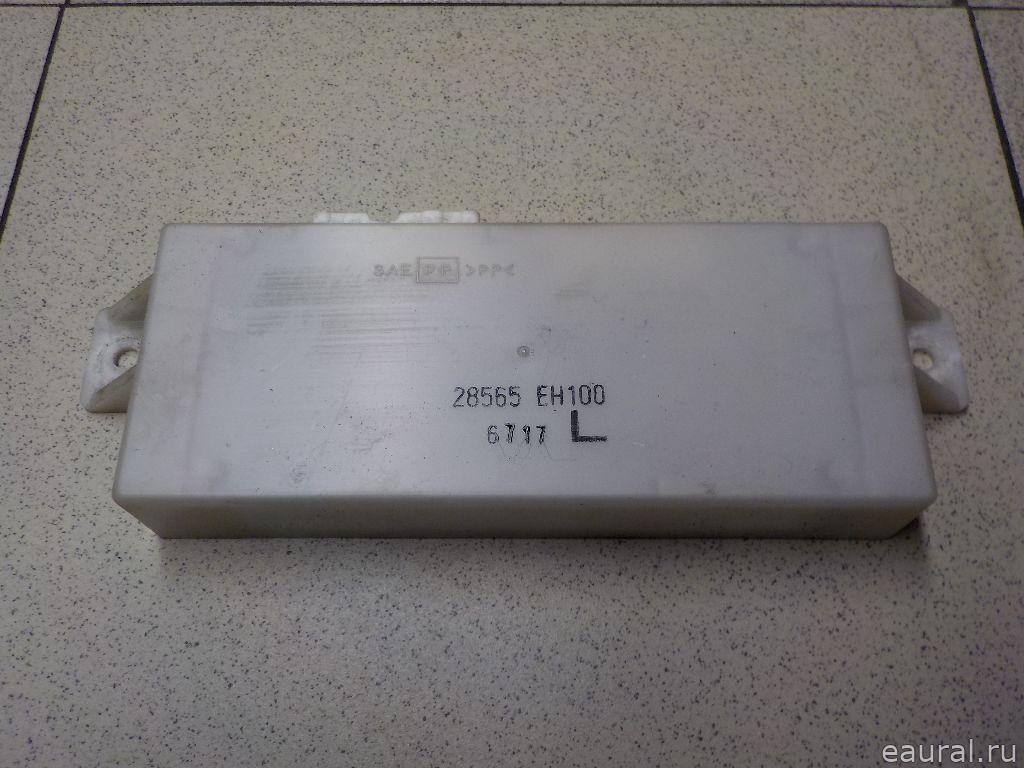 SAE PP >PP<
28565 EH100
6717 L
eaural.ru